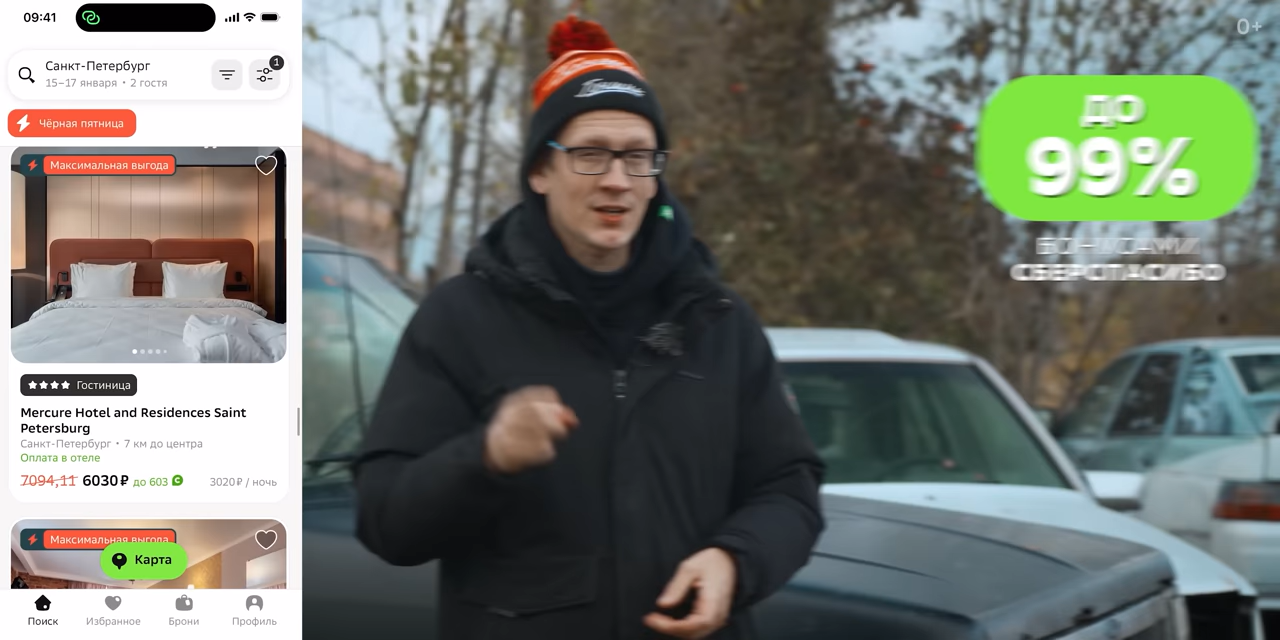 09:41
Санкт-Петербург
15–17 января • 2 гостя
1
Чёрная пятница
Максимальная выгода
Гостиница
Mercure Hotel and Residences Saint
Petersburg
Санкт-Петербург • 7 км до центра
Оплата в отеле
7094,11 6030 ₽ до 603
3020 ₽ / ночь
Максимальная выгода
Карта
Поиск
Избранное
Брони
Профиль
0+
ДО
99%
БОНУСАМИ
СБЕРСПАСИБО